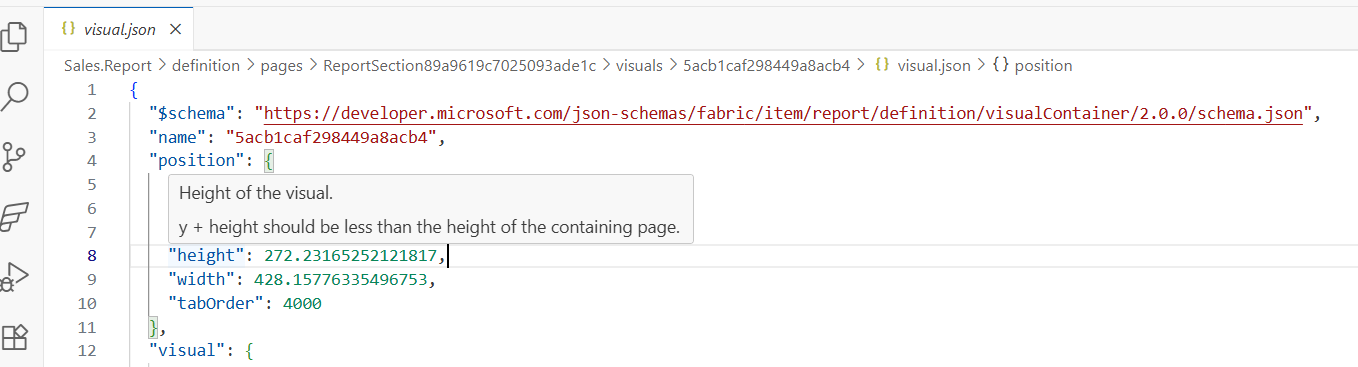 {} visual.json ×
Sales.Report > definition > pages > ReportSection89a9619c7025093ade1c > visuals > 5acb1caf298449a8acb4 > {} visual.json > {} position
1 {
2 "$schema": "https://developer.microsoft.com/json-schemas/fabric/item/report/definition/visualContainer/2.0.0/schema.json",
3 "name": "5acb1caf298449a8acb4",
4 "position": {
5
Height of the visual.
6
7 y + height should be less than the height of the containing page.
8 "height": 272.23165252121817,
9 "width": 428.15776335496753,
10 "tabOrder": 4000
11 },
12 "visual": {